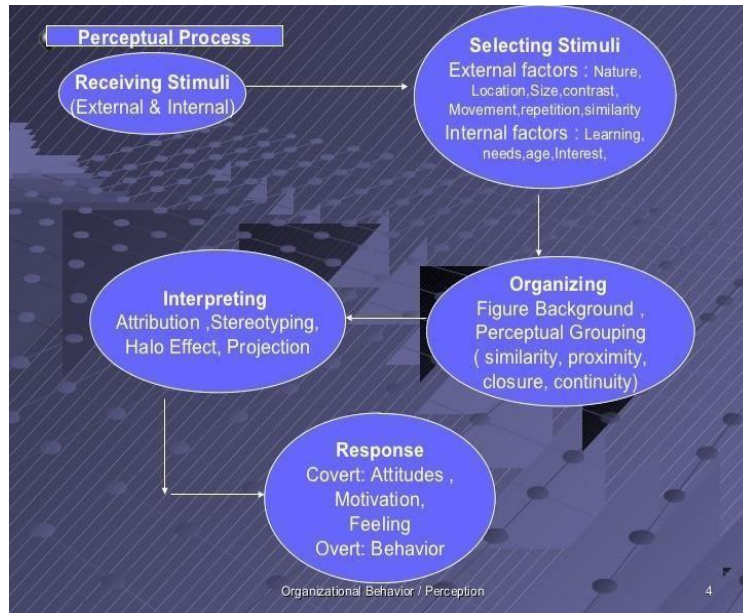 Perceptual Process
Receiving Stimuli
(External & Internal)
Selecting Stimuli
External factors : Nature,
Location,Size,contrast,
Movement,repetition,similarity
Internal factors : Learning,
needs,age,Interest,
Organizing
Figure Background ,
Perceptual Grouping
( similarity, proximity,
closure, continuity)
Interpreting
Attribution ,Stereotyping,
Halo Effect, Projection
Response
Covert: Attitudes ,
Motivation,
Feeling
Overt: Behavior
Organizational Behavior / Perception
4